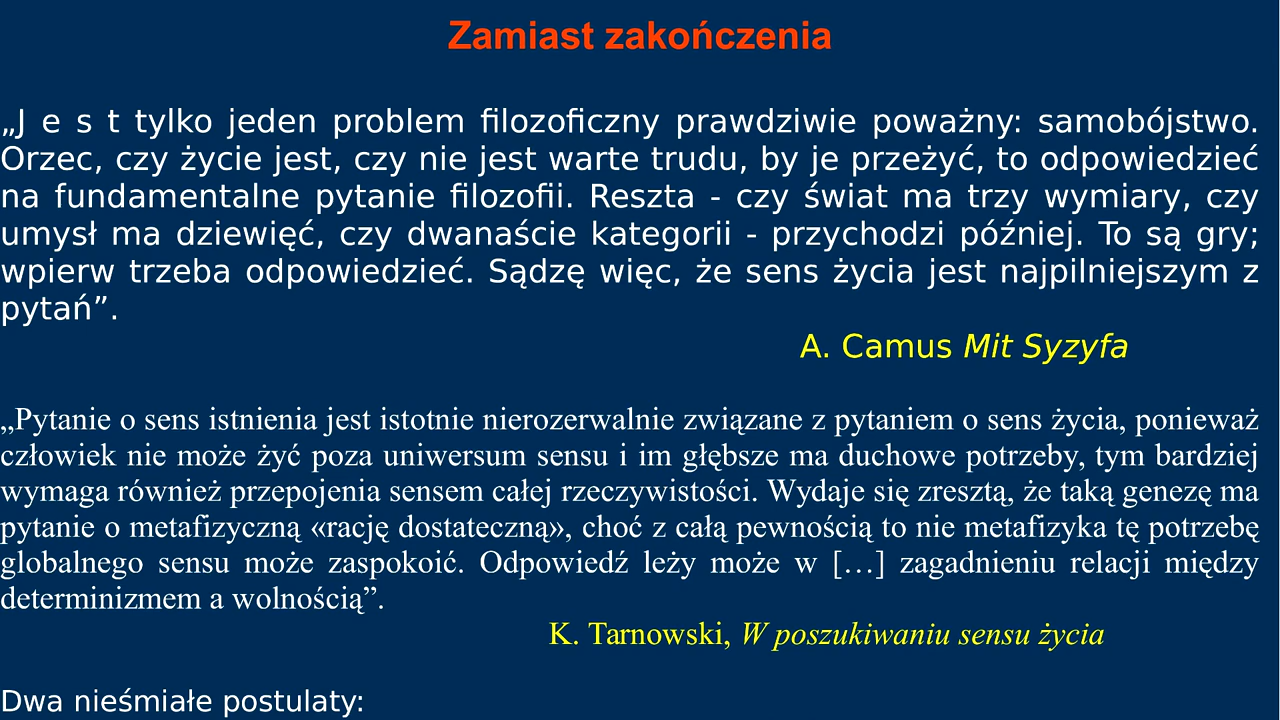 Zamiast zakończenia
„J e s t tylko jeden problem filozoficzny prawdziwie poważny: samobójstwo.
Orzec, czy życie jest, czy nie jest warte trudu, by je przeżyć, to odpowiedzieć
na fundamentalne pytanie filozofii. Reszta - czy świat ma trzy wymiary, czy
umysł ma dziewięć, czy dwanaście kategorii - przychodzi później. To są gry;
wpierw trzeba odpowiedzieć. Sądzę więc, że sens życia jest najpilniejszym z
pytań”.
A. Camus Mit Syzyfa
„Pytanie o sens istnienia jest istotnie nierozerwalnie związane z pytaniem o sens życia, ponieważ
człowiek nie może żyć poza uniwersum sensu i im głębsze ma duchowe potrzeby, tym bardziej
wymaga również przepojenia sensem całej rzeczywistości. Wydaje się zresztą, że taką genezę ma
pytanie o metafizyczną «rację dostateczną», choć z całą pewnością to nie metafizyka tę potrzebę
globalnego sensu może zaspokoić. Odpowiedź leży może w […] zagadnieniu relacji między
determinizmem a wolnością”.
K. Tarnowski, W poszukiwaniu sensu życia
Dwa nieśmiałe postulaty: